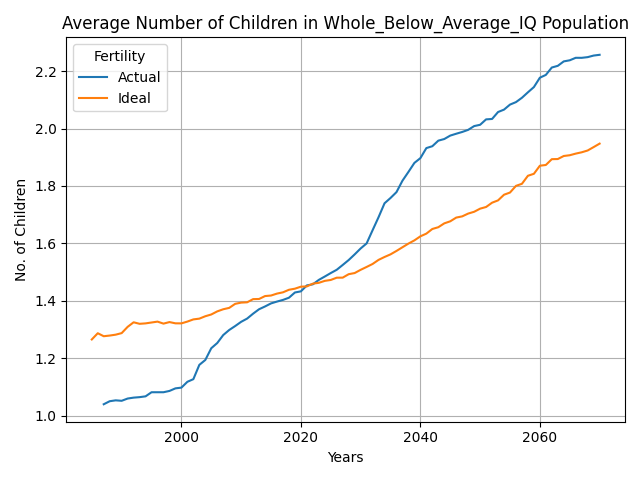 Average Number of Children in Whole_Below_Average_IQ Population
Fertility
Actual
Ideal
No. of Children
2.2
2.0
1.8
1.6
1.4
1.2
1.0
2000
2020
2040
2060
Years